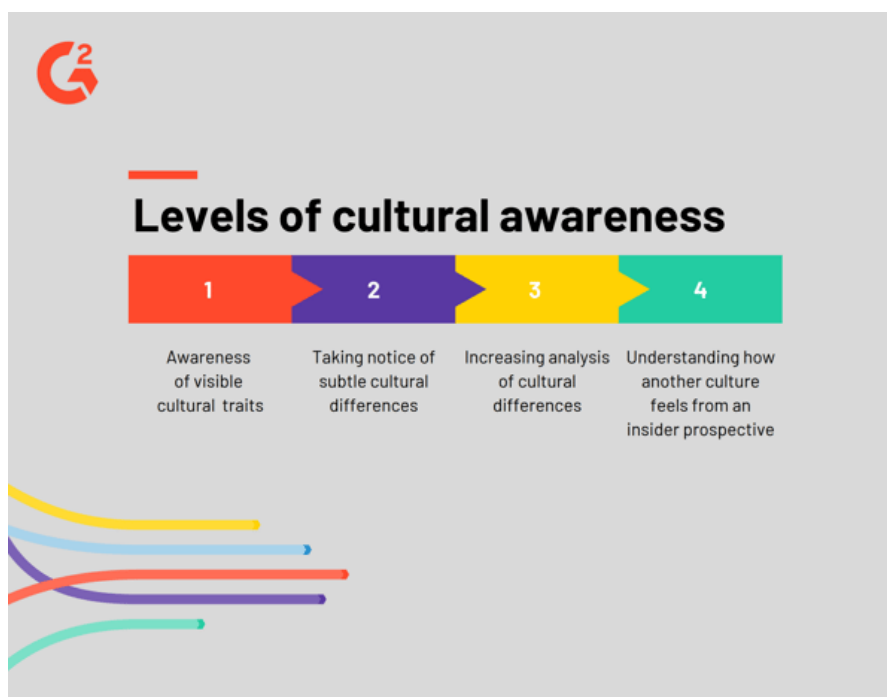 G2
Levels of cultural awareness
1
2
3
4
Awareness
of visible
cultural traits
Taking notice of
subtle cultural
differences
Increasing analysis
of cultural
differences
Understanding how
another culture
feels from an
insider prospective